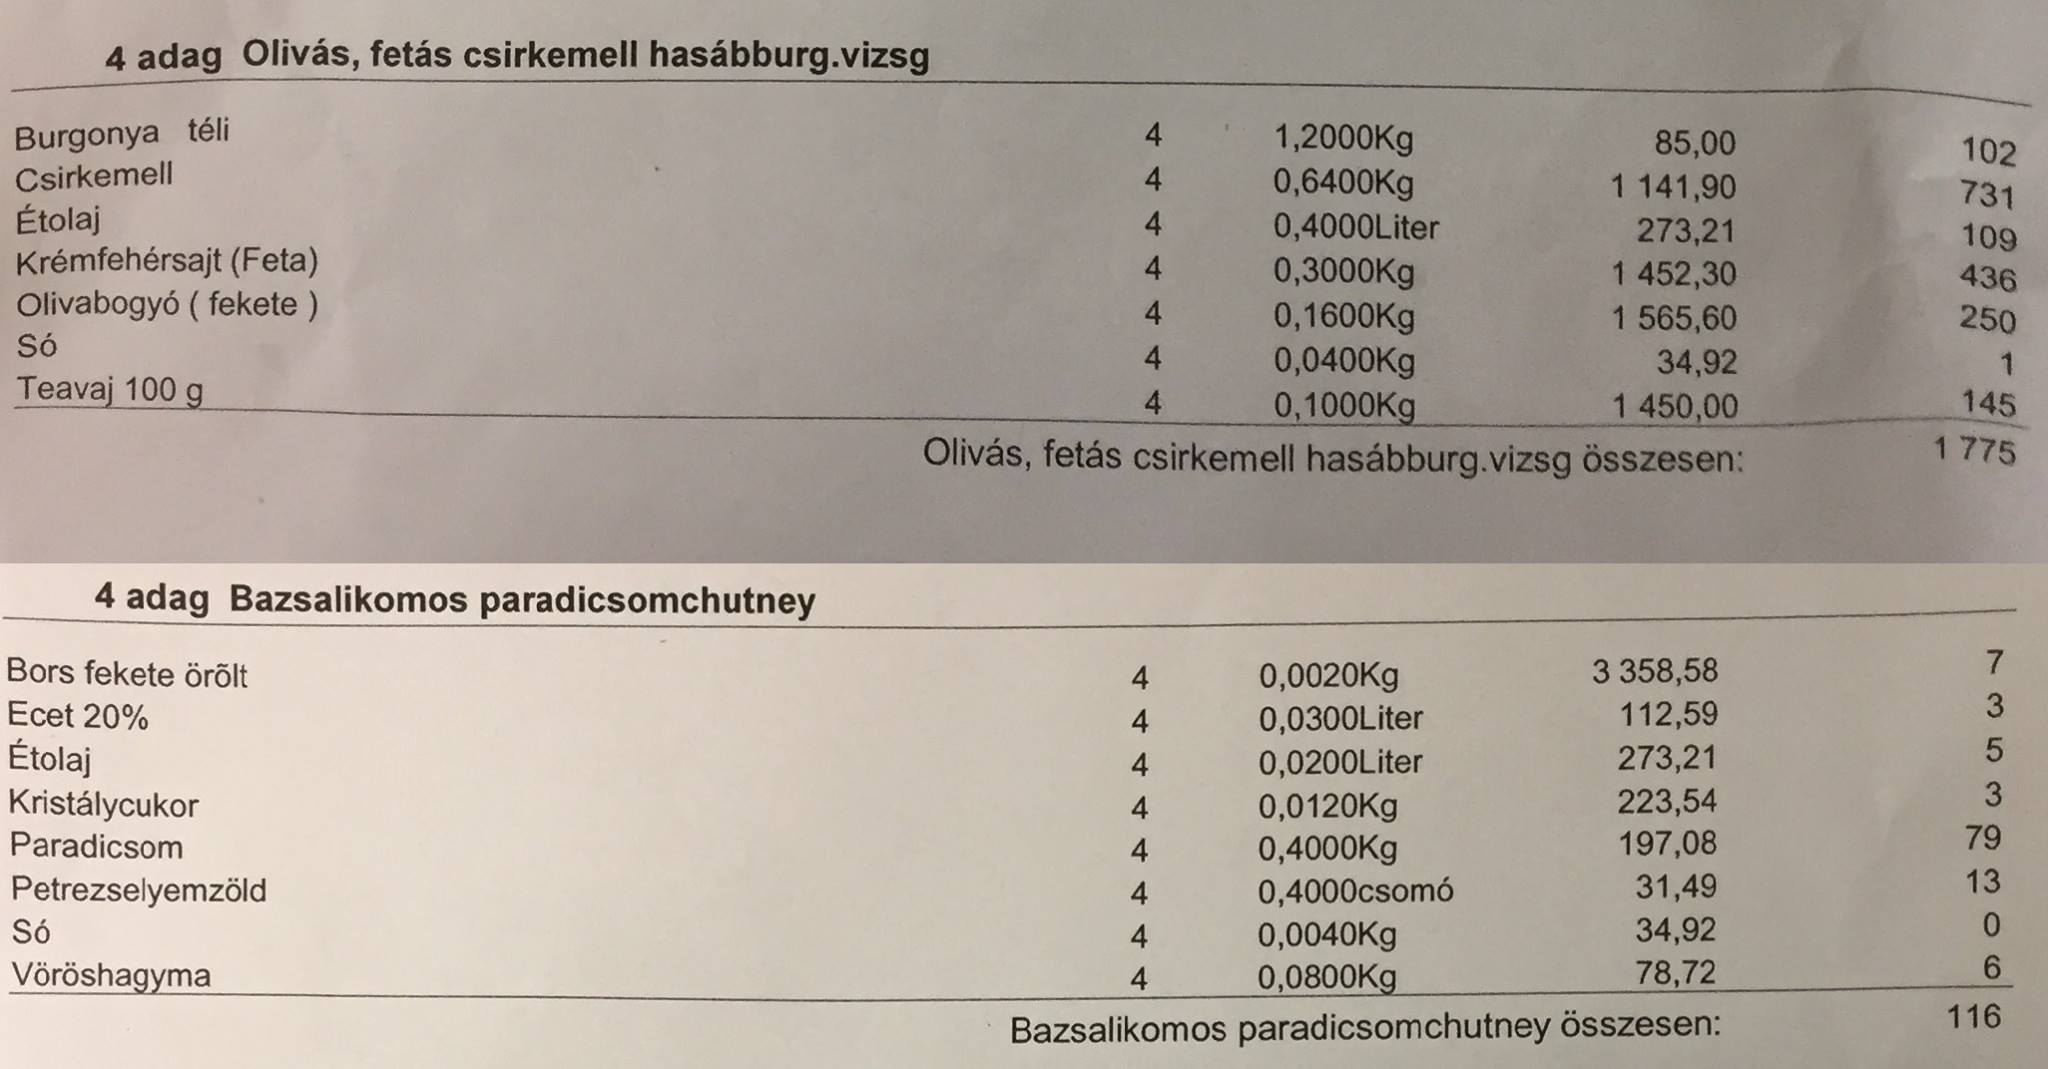 4 adag Olivás, fetás csirkemell hasábburg.vizsg
Burgonya téli 4 1,2000Kg 85,00 102
Csirkemell 4 0,6400Kg 1 141,90 731
Étolaj 4 0,4000Liter 273,21 109
Krémfehérsajt (Feta) 4 0,3000Kg 1 452,30 436
Olivabogyó ( fekete ) 4 0,1600Kg 1 565,60 250
Só 4 0,0400Kg 34,92 1
Teavaj 100 g 4 0,1000Kg 1 450,00 145
Olivás, fetás csirkemell hasábburg.vizsg összesen: 1 775
4 adag Bazsalikomos paradicsomchutney
Bors fekete örõlt 4 0,0020Kg 3 358,58 7
Ecet 20% 4 0,0300Liter 112,59 3
Étolaj 4 0,0200Liter 273,21 5
Kristálycukor 4 0,0120Kg 223,54 3
Paradicsom 4 0,4000Kg 197,08 79
Petrezselyemzöld 4 0,4000csomó 31,49 13
Só 4 0,0040Kg 34,92 0
Vöröshagyma 4 0,0800Kg 78,72 6
Bazsalikomos paradicsomchutney összesen: 116